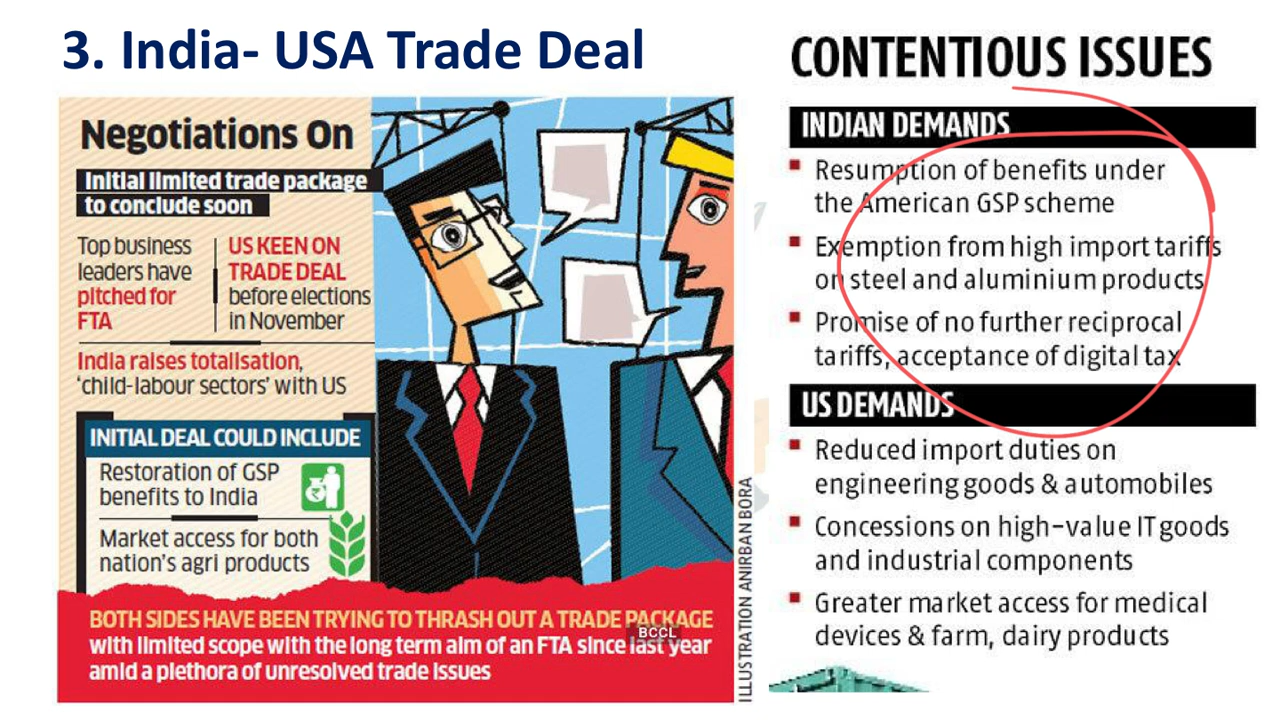 3. India- USA Trade Deal
Negotiations On
Initial limited trade package
to conclude soon
Top business
leaders have
pitched for
FTA
US KEEN ON
TRADE DEAL
before elections
in November
India raises totalisation,
‘child-labour sectors’ with US
INITIAL DEAL COULD INCLUDE
Restoration of GSP
benefits to India
Market access for both
nation's agri products
BOTH SIDES HAVE BEEN TRYING TO THRASH OUT A TRADE PACKAGE
with limited scope with the long term aim of an FTA since last year
amid a plethora of unresolved trade issues
BCCL
ILLUSTRATION ANIRBAN BORA
CONTENTIOUS ISSUES
INDIAN DEMANDS
Resumption of benefits under
the American GSP scheme
Exemption from high import tariffs
on steel and aluminium products
Promise of no further reciprocal
tariffs, acceptance of digital tax
US DEMANDS
Reduced import duties on
engineering goods & automobiles
Concessions on high-value IT goods
and industrial components
Greater market access for medical
devices & farm, dairy products